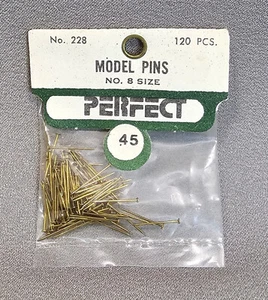 No. 228 120 PCS.
MODEL PINS
NO. 8 SIZE
PERFECT
.45